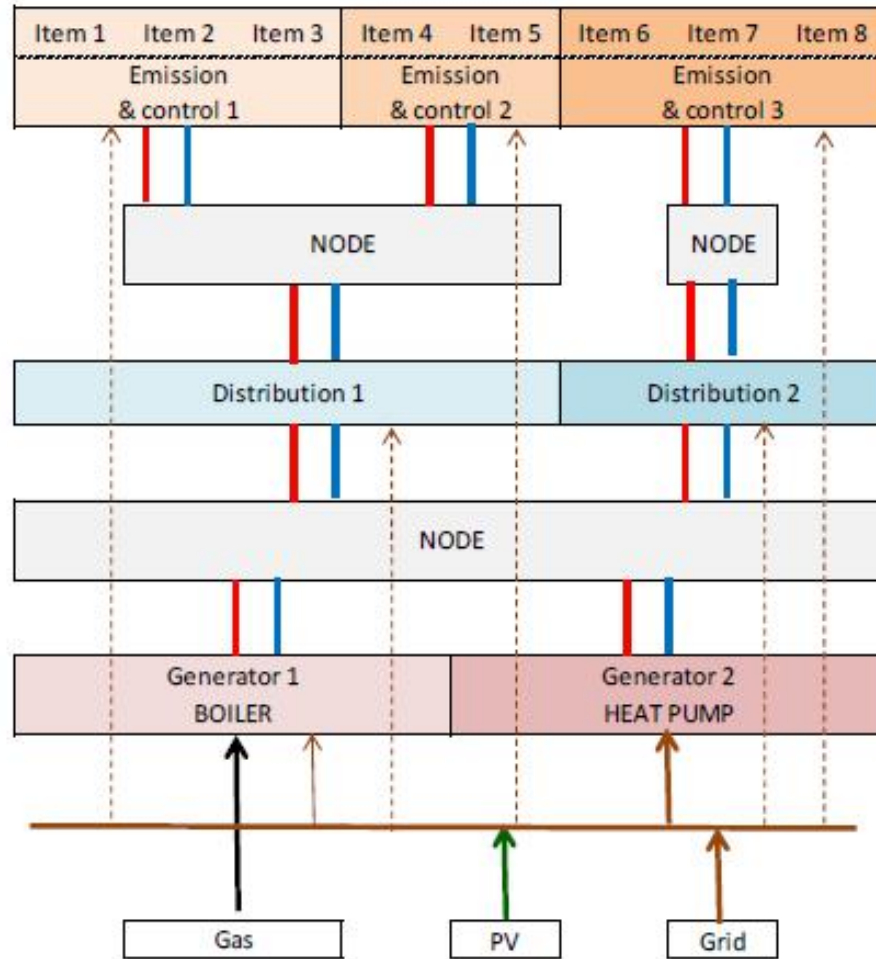 Item 1 Item 2 Item 3 Item 4 Item 5 Item 6 Item 7 Item 8
Emission
& control 1
Emission
& control 2
Emission
& control 3
NODE
NODE
Distribution 1
Distribution 2
NODE
Generator 1
BOILER
Generator 2
HEAT PUMP
Gas
PV
Grid